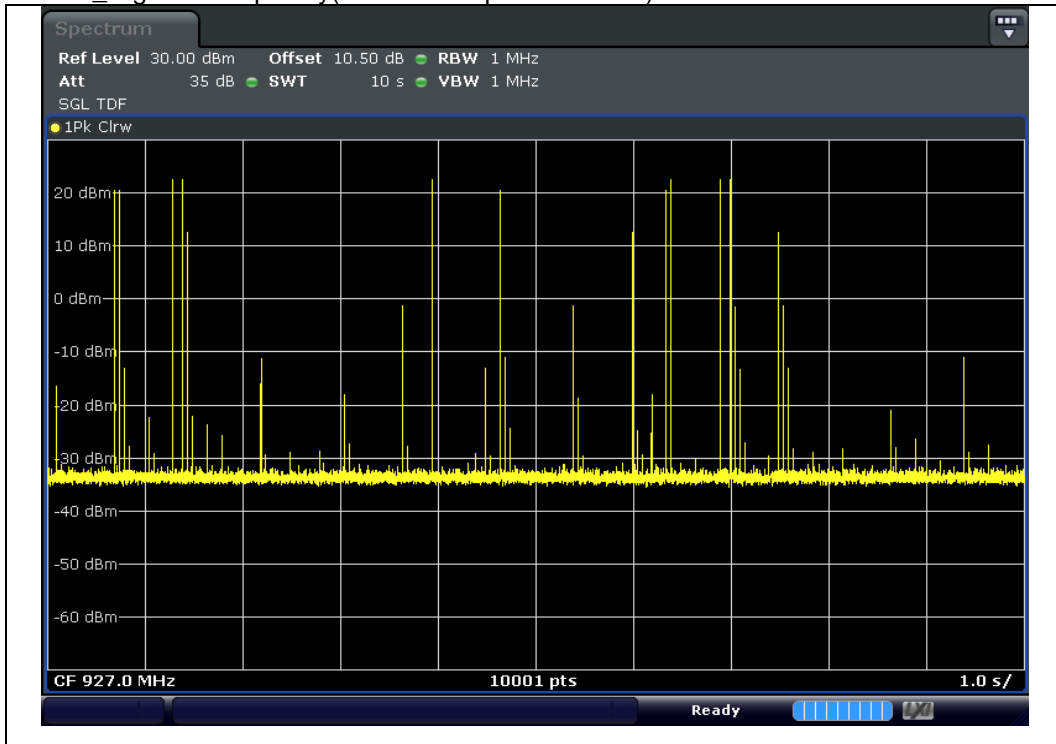 Spectrum
Ref Level 30.00 dBm Offset 10.50 dB RBW 1 MHz
Att 35 dB SWT 10 s VBW 1 MHz
SGL TDF
1Pk Clrw
20 dBm
10 dBm
0 dBm
-10 dBm
-20 dBm
-30 dBm
-40 dBm
-50 dBm
-60 dBm
CF 927.0 MHz 10001 pts 1.0 s/
Ready